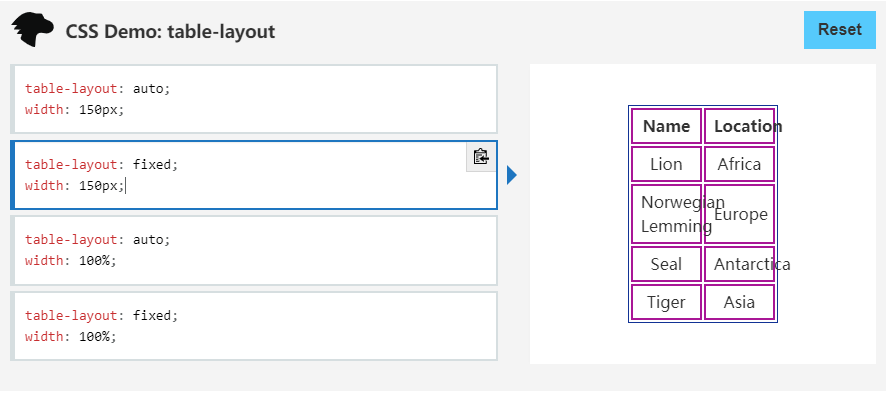 CSS Demo: table-layout
Reset
table-layout: auto;
width: 150px;
table-layout: fixed;
width: 150px;
table-layout: auto;
width: 100%;
table-layout: fixed;
width: 100%;
Name Location
Lion Africa
Norwegian
Lemming Europe
Seal Antarctica
Tiger Asia